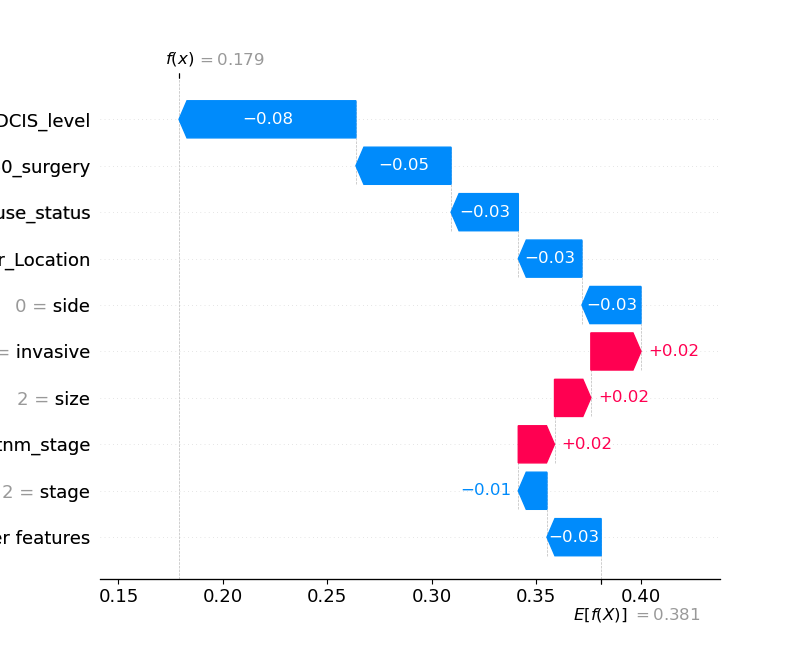 f(x) = 0.179
DCIS_level −0.08
0_surgery −0.05
use_status −0.03
r_Location −0.03
0 = side −0.03
= invasive +0.02
2 = size +0.02
tnm_stage +0.02
2 = stage −0.01
er features −0.03
0.15 0.20 0.25 0.30 0.35 0.40
E[f(X)] = 0.381